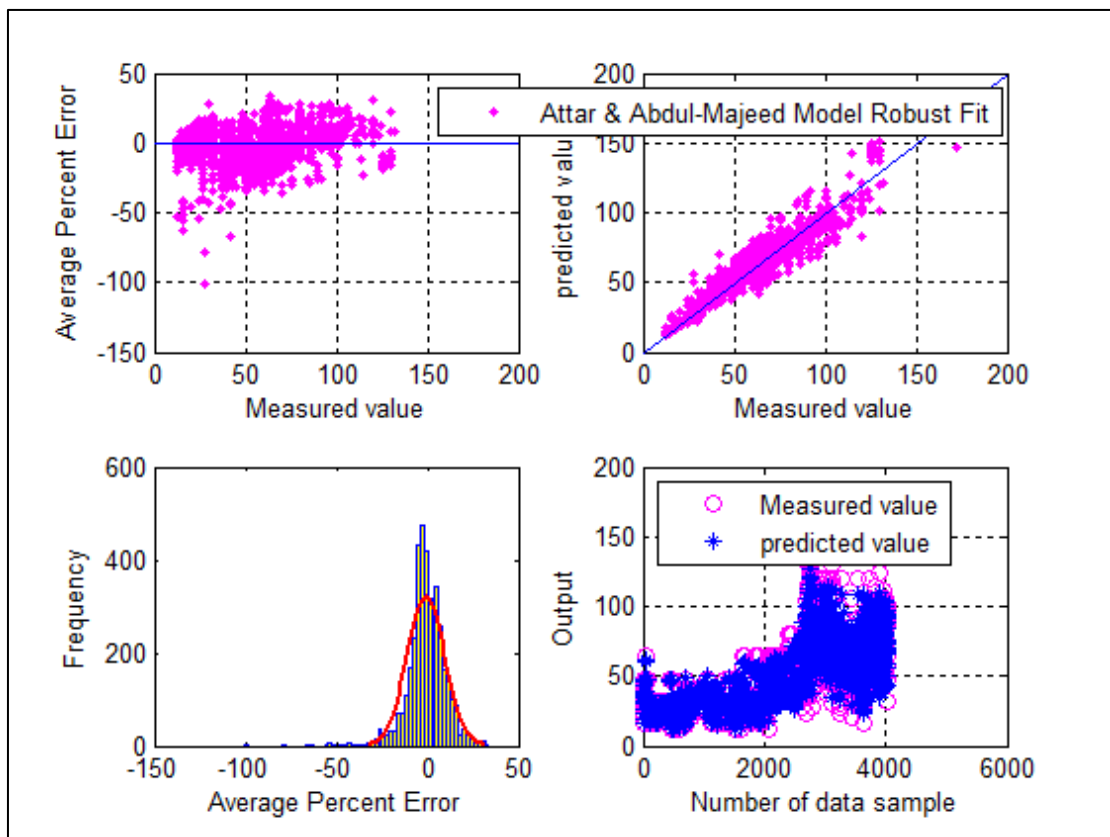 Attar & Abdul-Majeed Model Robust Fit
50
0
-50
-100
-150
Average Percent Error
0 50 100 150 200
Measured value
200
150
100
50
0
predicted value
0 50 100 150 200
Measured value
600
400
200
0
Frequency
-150 -100 -50 0 50
Average Percent Error
Measured value
predicted value
200
150
100
50
0
Output
0 2000 4000 6000
Number of data sample